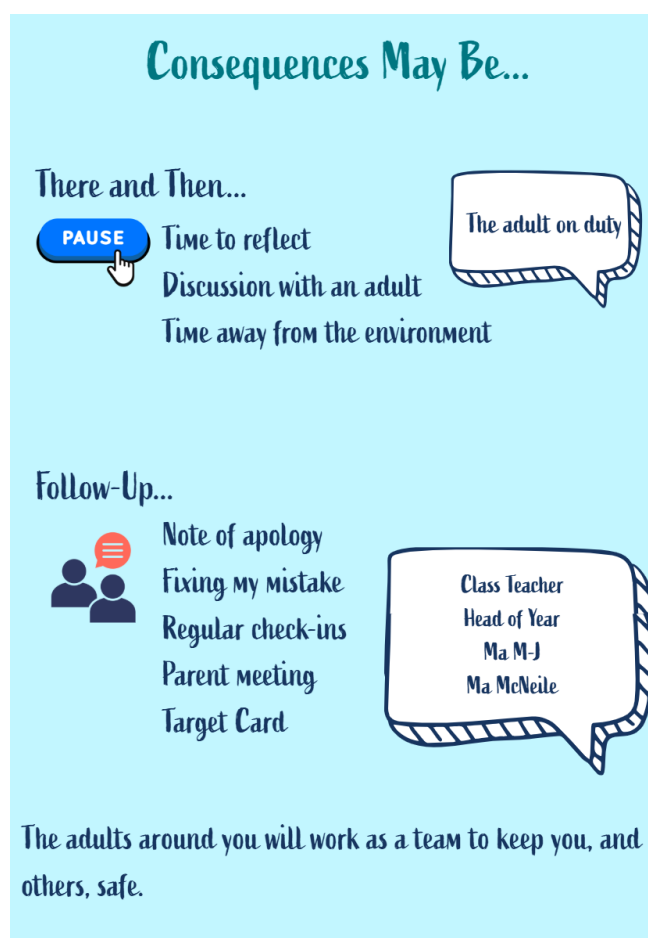 Consequences May Be...
There and Then...
The adult on duty
PAUSE
Time to reflect
Discussion with an adult
Time away from the environment
Follow-Up...
Note of apology
Fixing my mistake
Regular check-ins
Parent meeting
Target Card
Class Teacher
Head of Year
Ma M-J
Ma McNeile
The adults around you will work as a team to keep you, and
others, safe.